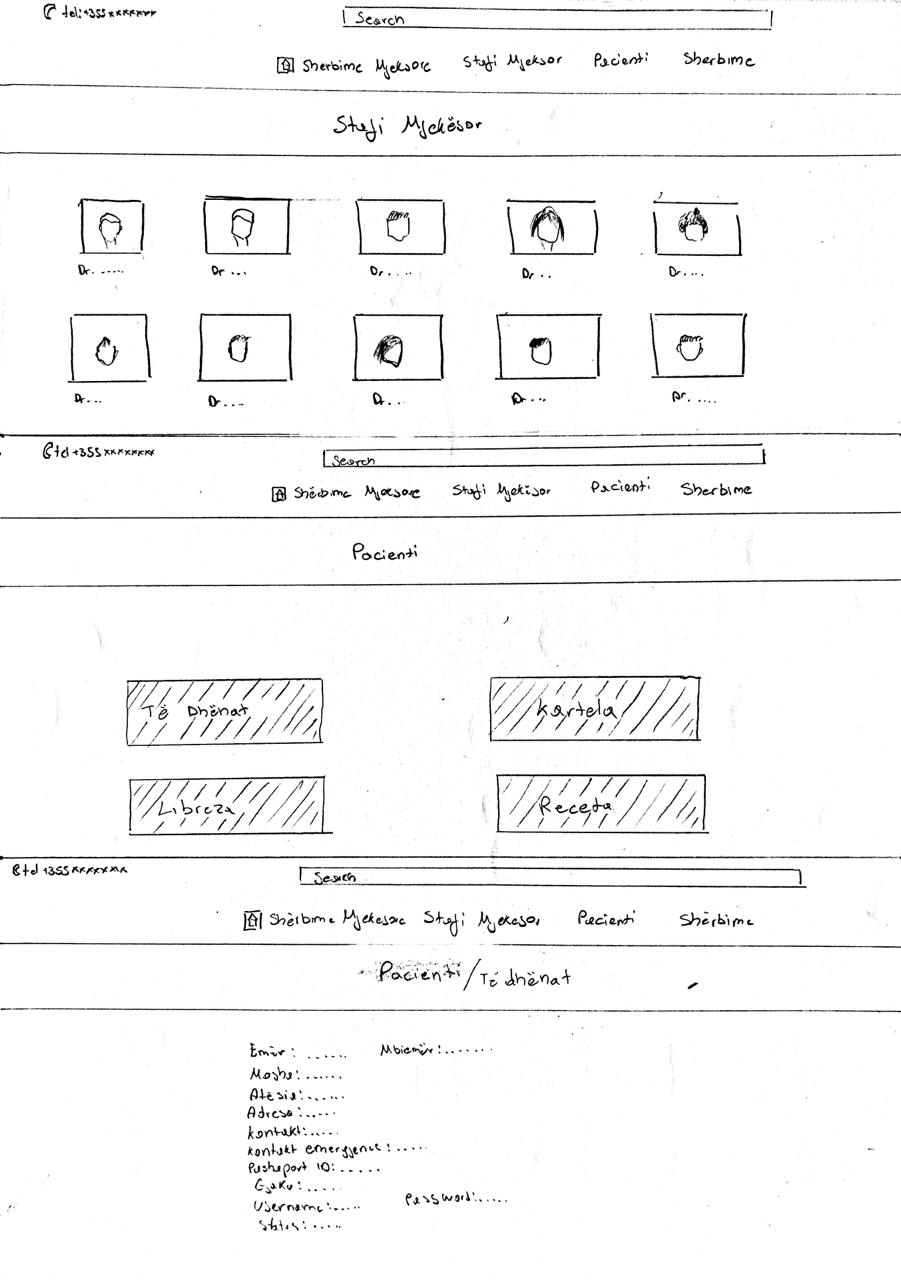 tel:+355xxxxxxx
Search
Sherbime Mjeksore Stafi Mjeksor Pacienti Sherbime
Stafi Mjekësor
Dr. ..... Dr ... Dr. .... Dr. .. Dr. ...
Dr... Dr.... Dr... Dr. .. Dr. ....
tel +355xxxxxxx
Search
Shërbime Mjeksore Stafi Mjekësor Pacienti Sherbime
Pacienti
Të Dhënat Kartela
Libreza Receta
tel +355xxxxxxx
Search
Shërbime Mjekesore Stafi Mjekesor Pacienti Shërbime
Pacienti/Të dhënat
Emër: ...... Mbiemër:.......
Mosha:......
Atësia:......
Adresa:.....
Kontakt:.....
Kontakt emergjence:.....
Pashaport ID:.....
Gjaku:.....
Username:..... Password:.....
Status:....